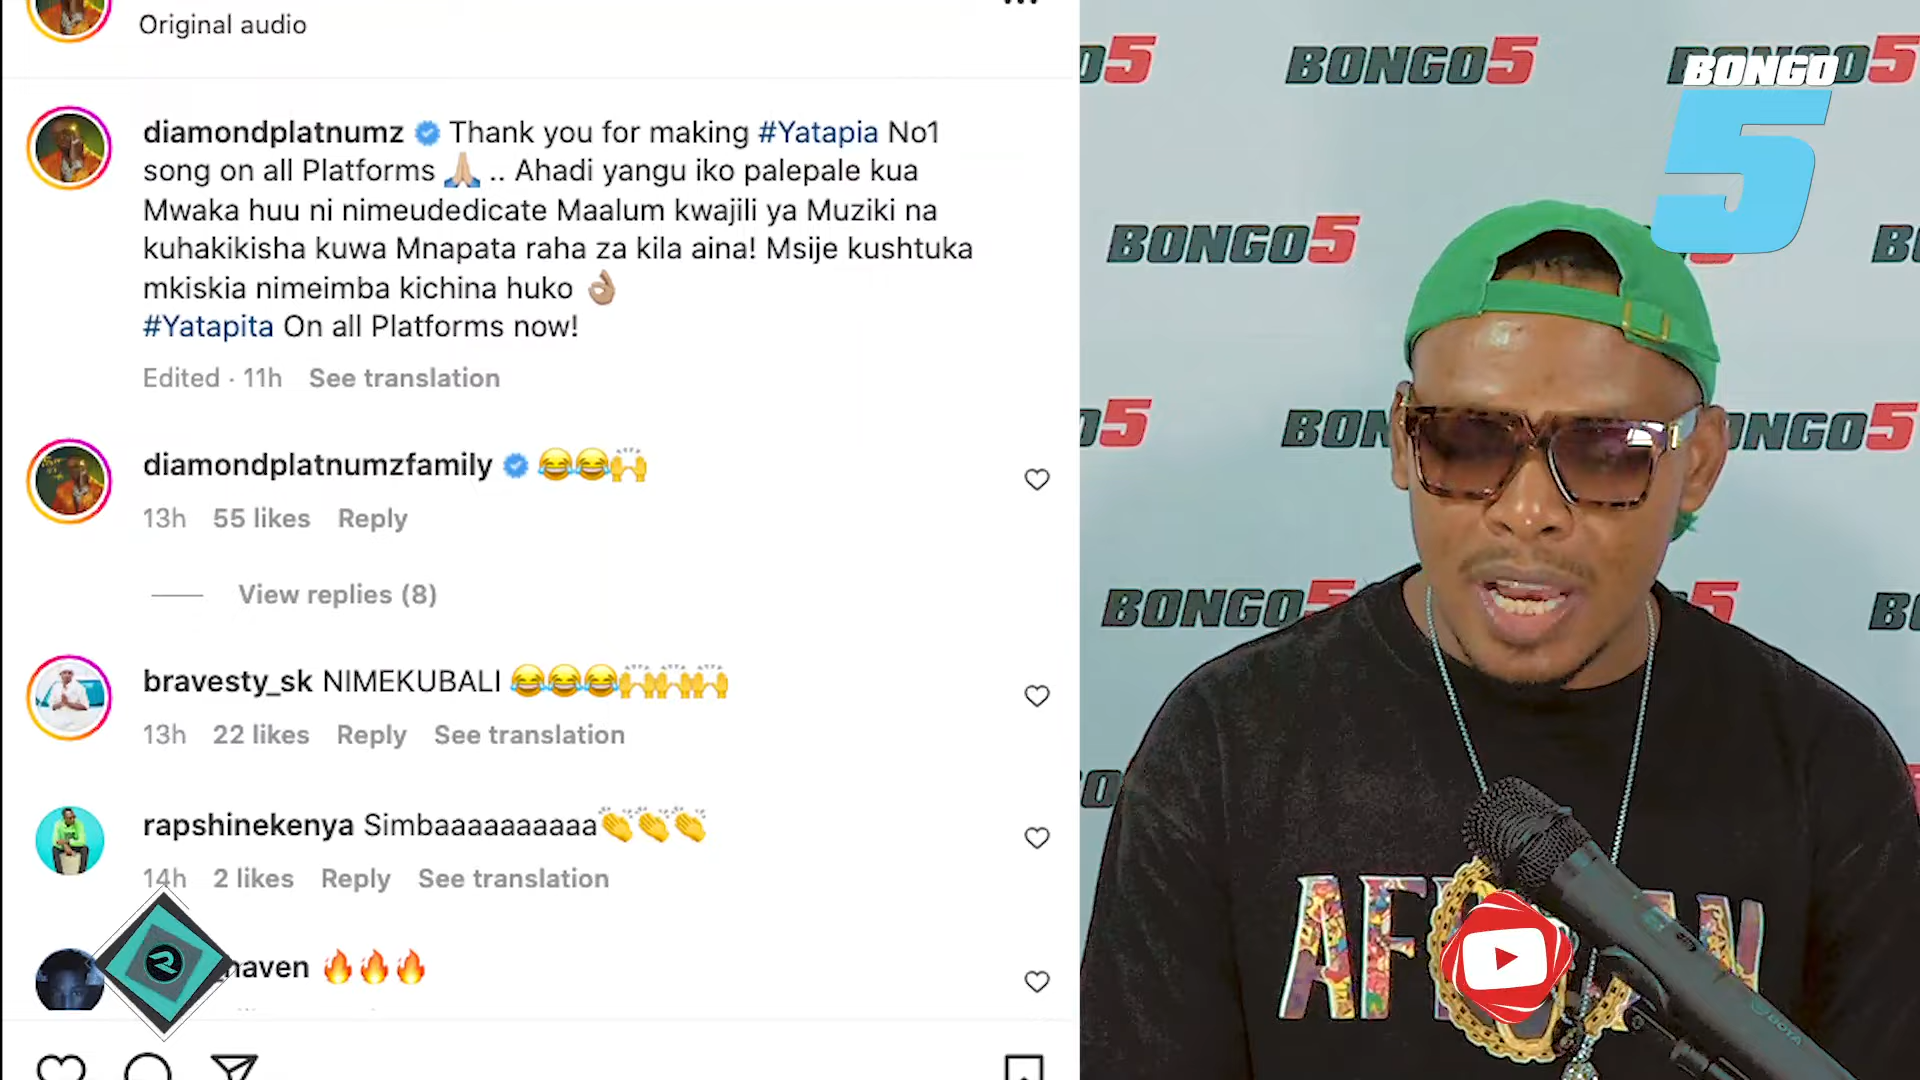 Original audio
diamondplatnumz Thank you for making #Yatapia No1
song on all Platforms 🙏🏼 .. Ahadi yangu iko palepale kua
Mwaka huu ni nimeudedicate Maalum kwajili ya Muziki na
kuhakikisha kuwa Mnapata raha za kila aina! Msije kushtuka
mkiskia nimeimba kichina huko 👌🏽
#Yatapita On all Platforms now!
Edited · 11h See translation
diamondplatnumzfamily 😂😂🙌
13h 55 likes Reply
View replies (8)
bravesty_sk NIMEKUBALI 😂😂😂🙌🙌🙌
13h 22 likes Reply See translation
rapshinekenya Simbaaaaaaaaaa👏👏👏
14h 2 likes Reply See translation
haven 🔥🔥🔥
BONGO5
BONGO5
BONGO
5
BONGO5
BONGO5